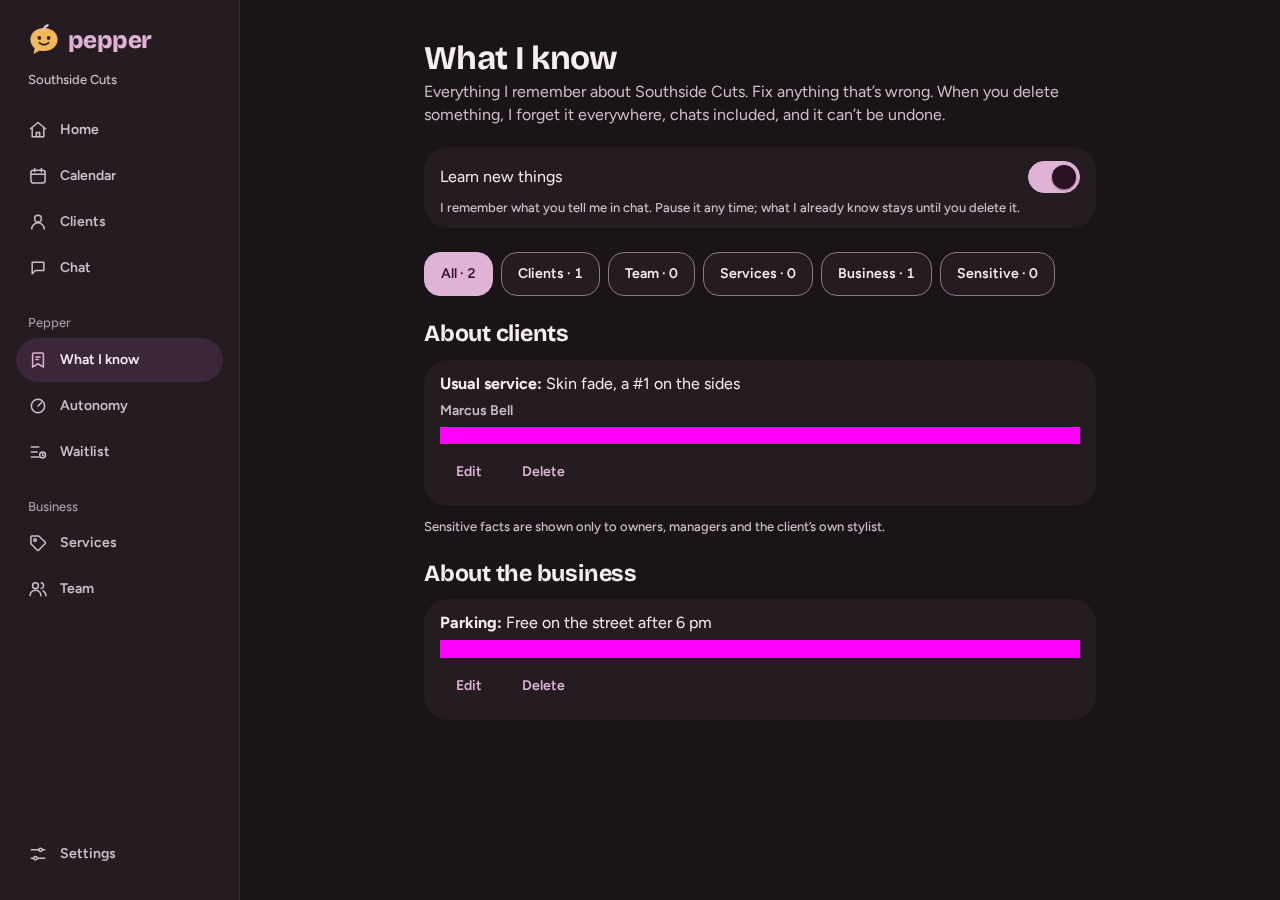 pepper
Southside Cuts
Home
Calendar
Clients
Chat
Pepper
What I know
Autonomy
Waitlist
Business
Services
Team
Settings
What I know
Everything I remember about Southside Cuts. Fix anything that’s wrong. When you delete
something, I forget it everywhere, chats included, and it can’t be undone.
Learn new things
I remember what you tell me in chat. Pause it any time; what I already know stays until you delete it.
All · 2
Clients · 1
Team · 0
Services · 0
Business · 1
Sensitive · 0
About clients
Usual service: Skin fade, a #1 on the sides
Marcus Bell
Edit
Delete
Sensitive facts are shown only to owners, managers and the client’s own stylist.
About the business
Parking: Free on the street after 6 pm
Edit
Delete